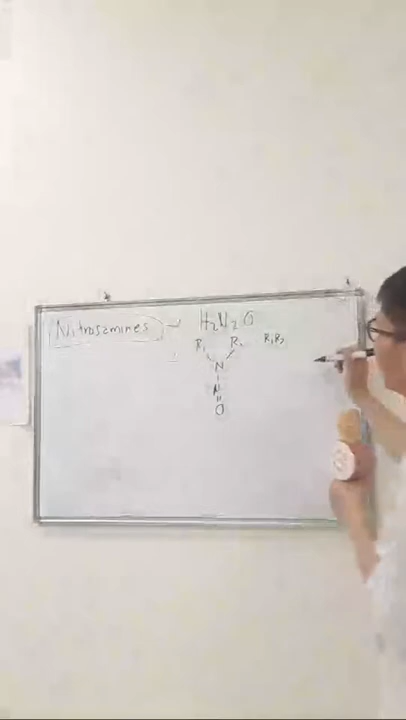 Nitrosamines → H₂N₂O
R₁ R₂ R₁R₂
N
N
O